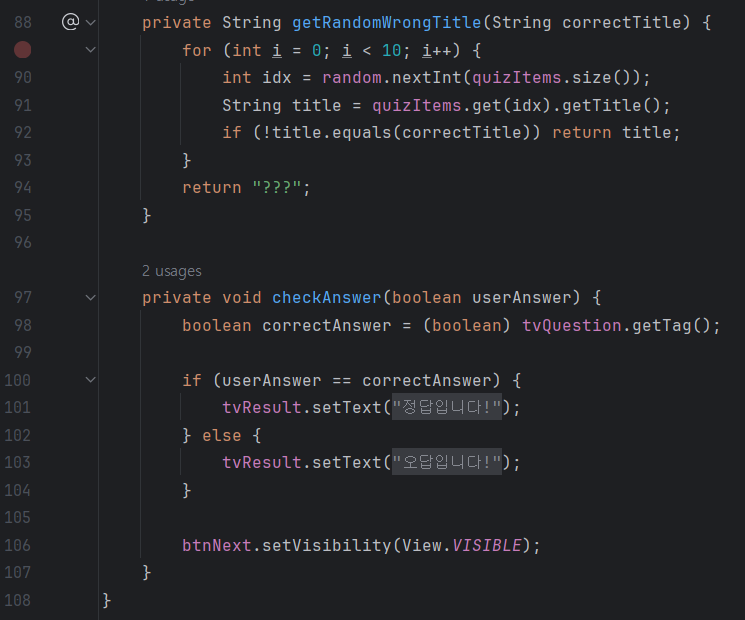 88 @ private String getRandomWrongTitle(String correctTitle) {
for (int i = 0; i < 10; i++) {
90 int idx = random.nextInt(quizItems.size());
91 String title = quizItems.get(idx).getTitle();
92 if (!title.equals(correctTitle)) return title;
93 }
94 return "???";
95 }
96
2 usages
97 private void checkAnswer(boolean userAnswer) {
98 boolean correctAnswer = (boolean) tvQuestion.getTag();
99
100 if (userAnswer == correctAnswer) {
101 tvResult.setText("정답입니다!");
102 } else {
103 tvResult.setText("오답입니다!");
104 }
105
106 btnNext.setVisibility(View.VISIBLE);
107 }
108 }